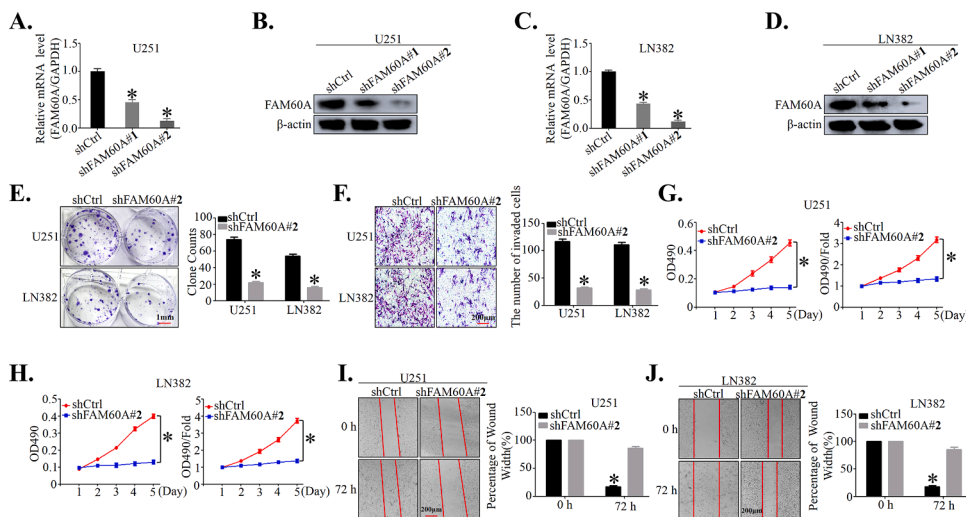 A.
U251
Relative mRNA level
(FAM60A/GAPDH)
1.5
1.0
0.5
0.0
*
*
shCtrl
shFAM60A#1
shFAM60A#2
B.
U251
shCtrl
shFAM60A#1
shFAM60A#2
FAM60A
β-actin
C.
LN382
Relative mRNA level
(FAM60A/GAPDH)
1.5
1.0
0.5
0.0
*
*
shCtrl
shFAM60A#1
shFAM60A#2
D.
LN382
shCtrl
shFAM60A#1
shFAM60A#2
FAM60A
β-actin
E.
shCtrl shFAM60A#2
U251
LN382
1mm
shCtrl
shFAM60A#2
Clone Counts
100
80
60
40
20
0
*
*
U251 LN382
F.
shCtrl shFAM60A#2
U251
LN382
200μm
shCtrl
shFAM60A#2
The number of invaded cells
150
100
50
0
*
*
U251 LN382
G.
U251
shCtrl
shFAM60A#2
OD490
0.6
0.4
0.2
0.0
*
1 2 3 4 5(Day)
shCtrl
shFAM60A#2
OD490/Fold
4
3
2
1
0
*
1 2 3 4 5(Day)
H.
LN382
shCtrl
shFAM60A#2
OD490
0.5
0.4
0.3
0.2
0.1
0.0
*
1 2 3 4 5(Day)
shCtrl
shFAM60A#2
OD490/Fold
5
4
3
2
1
0
*
1 2 3 4 5(Day)
I.
U251
shCtrl shFAM60A#2
0 h
72 h
200μm
U251
shCtrl
shFAM60A#2
Percentage of Wound
Width(%)
150
100
50
0
*
0 h 72 h
J.
LN382
shCtrl shFAM60A#2
0 h
72 h
200μm
LN382
shCtrl
shFAM60A#2
Percentage of Wound
Width(%)
150
100
50
0
*
0 h 72 h